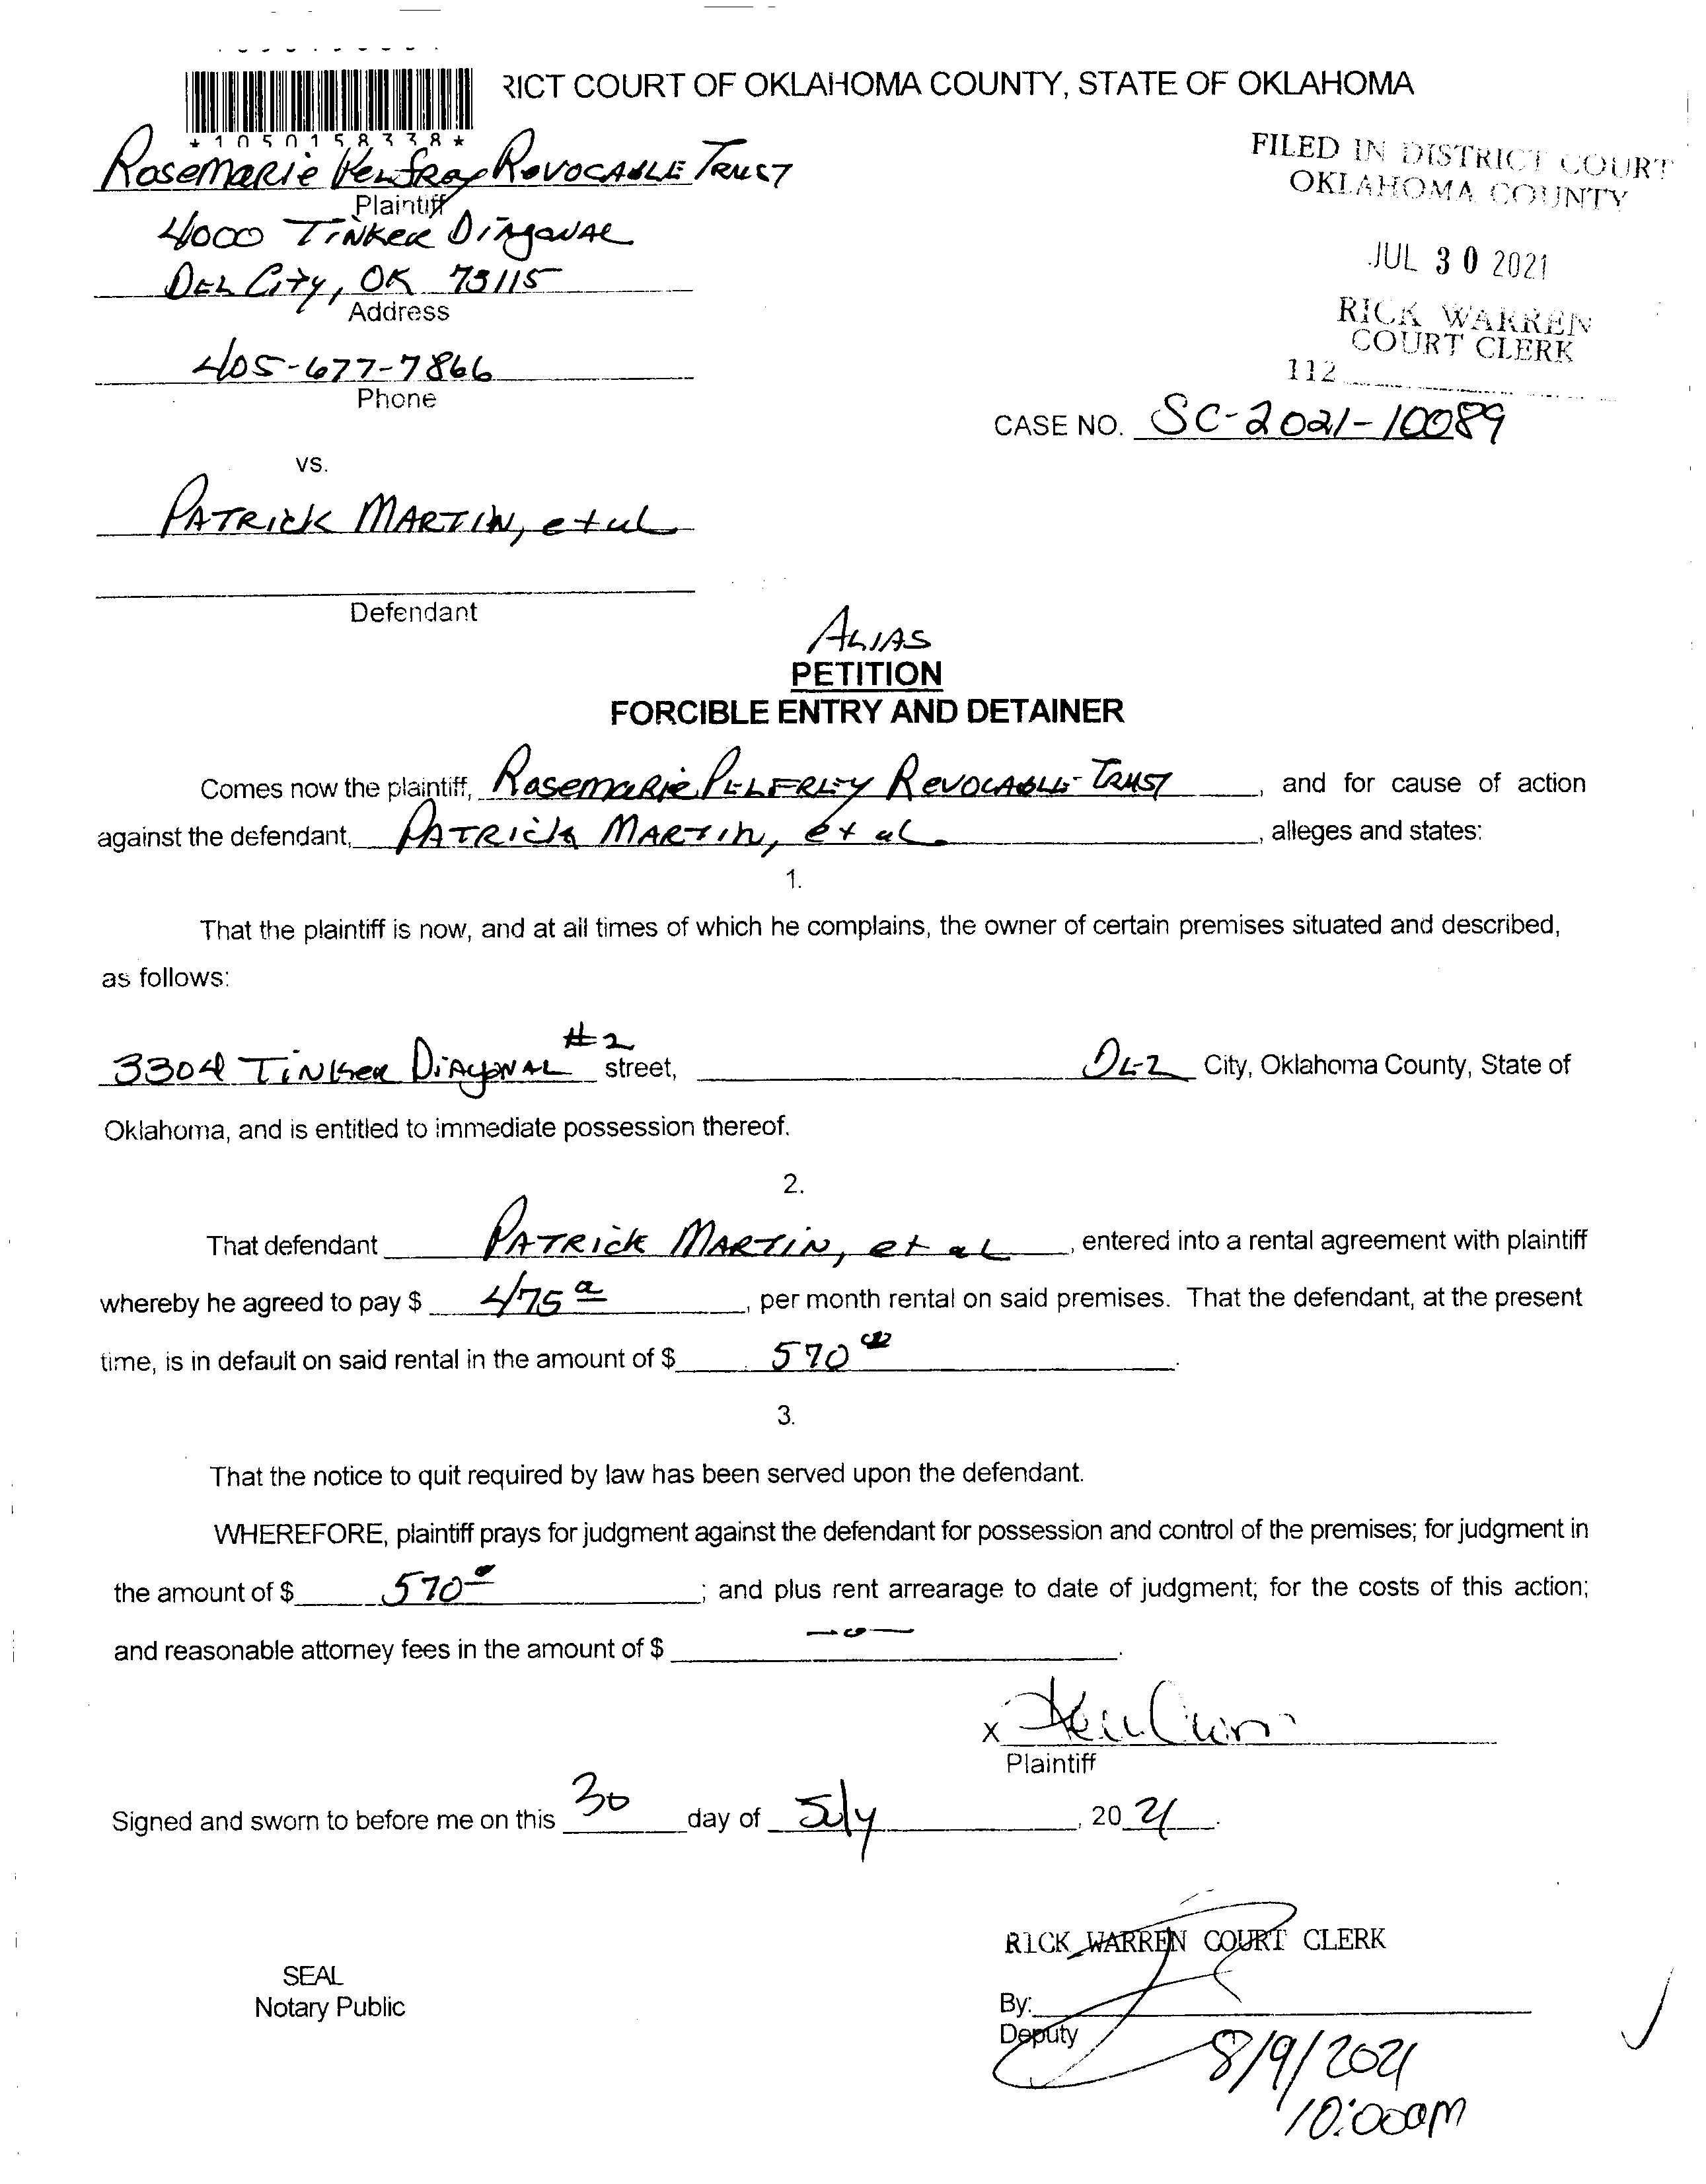 RICT COURT OF OKLAHOMA COUNTY, STATE OF OKLAHOMA
*1050158338*
FILED IN DISTRICT COURT
OKLAHOMA COUNTY
JUL 30 2021
RICK WARREN
COURT CLERK
112
Rosemarie Revocable Trust
Plaintiff
4000 Tinker Diagonal
Del City, OK 73115
Address
405-677-7866
Phone
CASE NO. SC-2021-10089
vs.
Patrick Martin, et al
Defendant
Alias
PETITION
FORCIBLE ENTRY AND DETAINER
Comes now the plaintiff, Rosemarie Pelfrey Revocable Trust, and for cause of action
against the defendant, Patrick Martin, et al, alleges and states:
1.
That the plaintiff is now, and at all times of which he complains, the owner of certain premises situated and described,
as follows:
3304 Tinker Diagonal #2 street, Del City, Oklahoma County, State of
Oklahoma, and is entitled to immediate possession thereof.
2.
That defendant Patrick Martin, et al, entered into a rental agreement with plaintiff
whereby he agreed to pay $ 475, per month rental on said premises. That the defendant, at the present
time, is in default on said rental in the amount of $ 570 00.
3.
That the notice to quit required by law has been served upon the defendant.
WHEREFORE, plaintiff prays for judgment against the defendant for possession and control of the premises; for judgment in
the amount of $ 570; and plus rent arrearage to date of judgment; for the costs of this action;
and reasonable attorney fees in the amount of $ -0-.
X
Plaintiff
Signed and sworn to before me on this 30 day of July, 20 21.
RICK WARREN COURT CLERK
SEAL
Notary Public
By:
Deputy
8/9/2021
10:00am